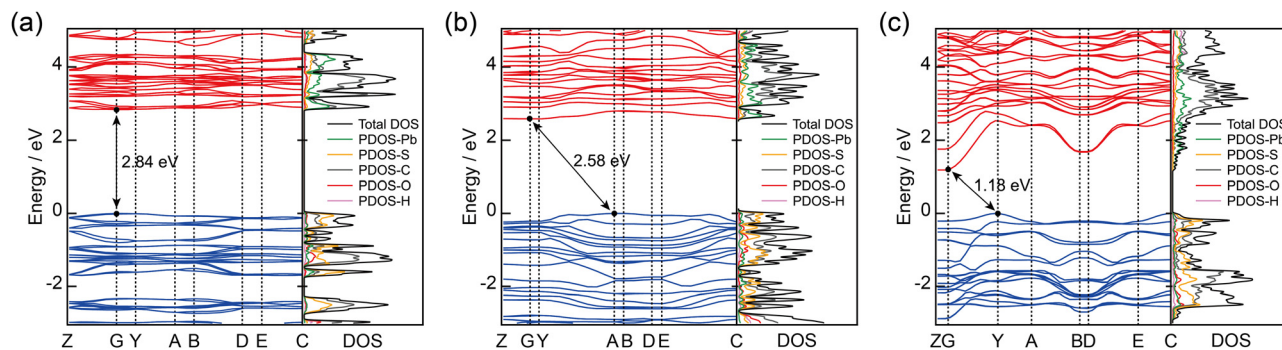 (a)
Energy / eV
4
2
0
-2
2.84 eV
Total DOS
PDOS-Pb
PDOS-S
PDOS-C
PDOS-O
PDOS-H
Z G Y A B D E C DOS
(b)
Energy / eV
4
2
0
-2
2.58 eV
Total DOS
PDOS-Pb
PDOS-S
PDOS-C
PDOS-O
PDOS-H
Z G Y A B D E C DOS
(c)
Energy / eV
4
2
0
-2
1.18 eV
Total DOS
PDOS-Pb
PDOS-S
PDOS-C
PDOS-O
PDOS-H
Z G Y A B D E C DOS